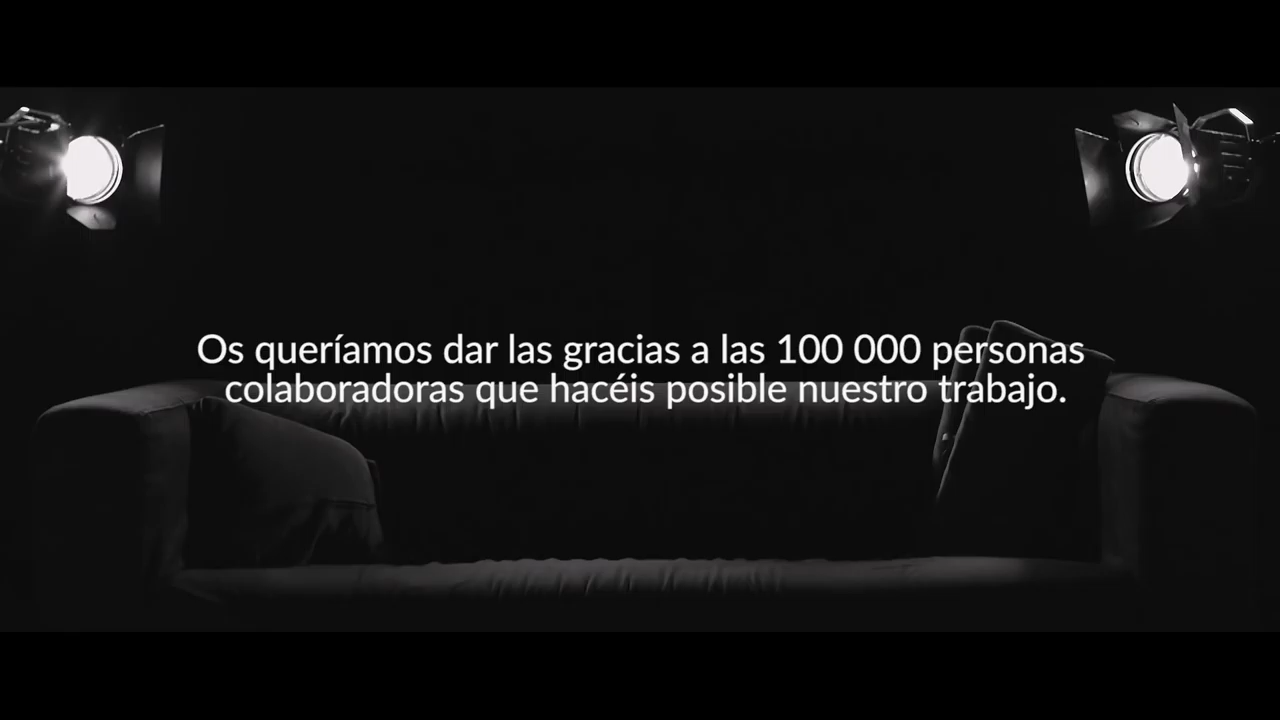 Os queríamos dar las gracias a las 100 000 personas
colaboradoras que hacéis posible nuestro trabajo.